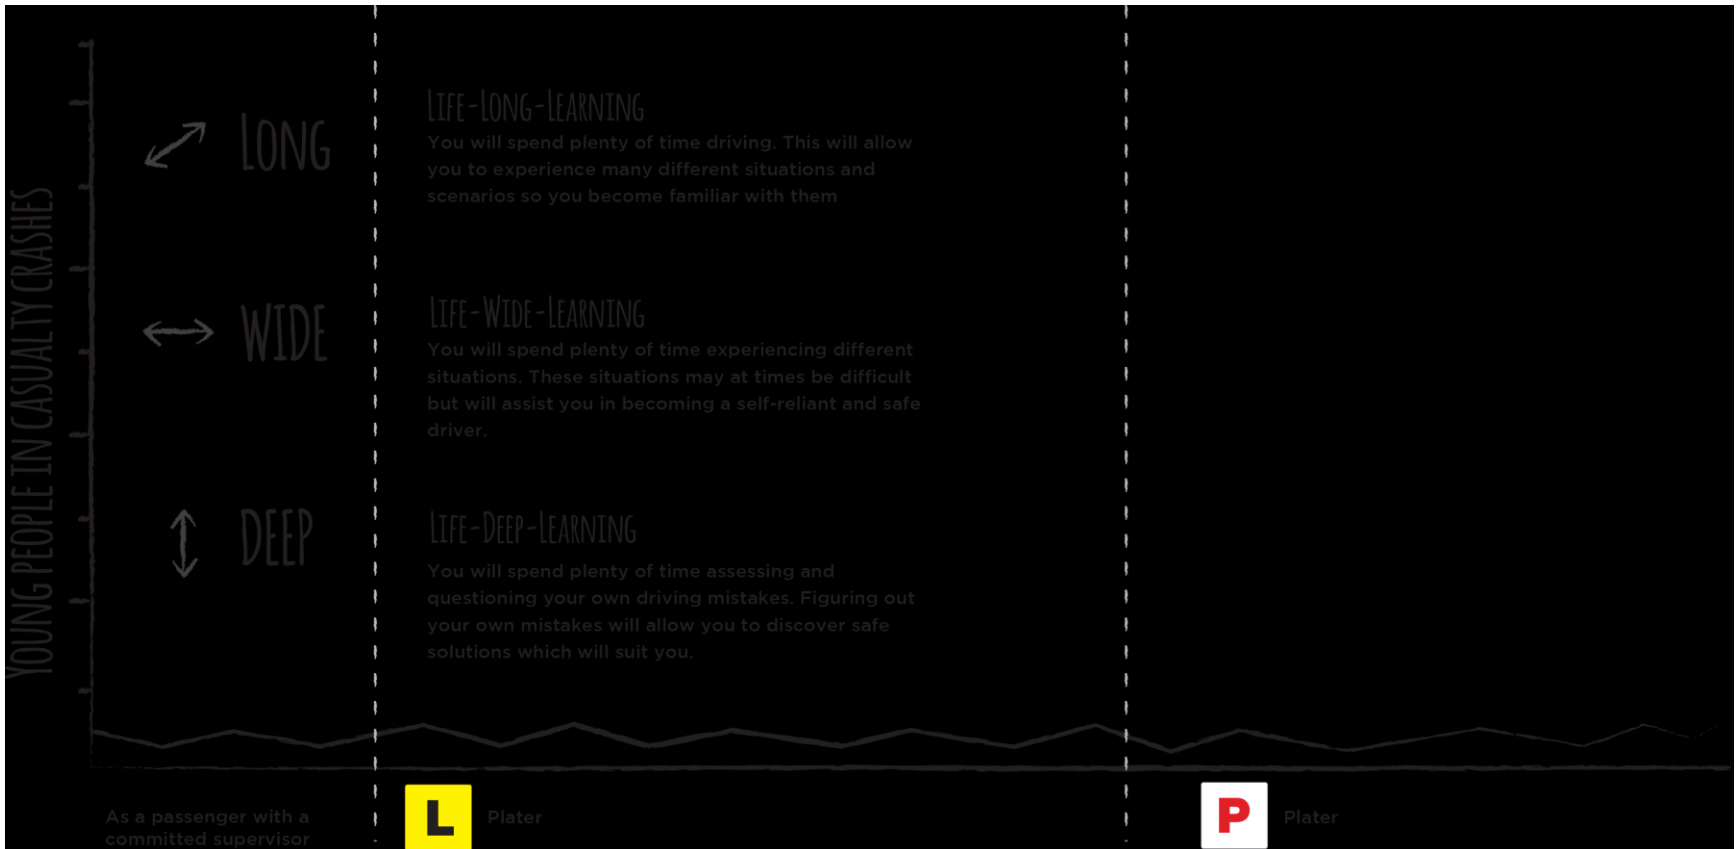 YOUNG PEOPLE IN CASUALTY CRASHES
LONG
LIFE-LONG-LEARNING
You will spend plenty of time driving. This will allow
you to experience many different situations and
scenarios so you become familiar with them
WIDE
LIFE-WIDE-LEARNING
You will spend plenty of time experiencing different
situations. These situations may at times be difficult
but will assist you in becoming a self-reliant and safe
driver.
DEEP
LIFE-DEEP-LEARNING
You will spend plenty of time assessing and
questioning your own driving mistakes. Figuring out
your own mistakes will allow you to discover safe
solutions which will suit you.
As a passenger with a
committed supervisor
L Plater
P Plater